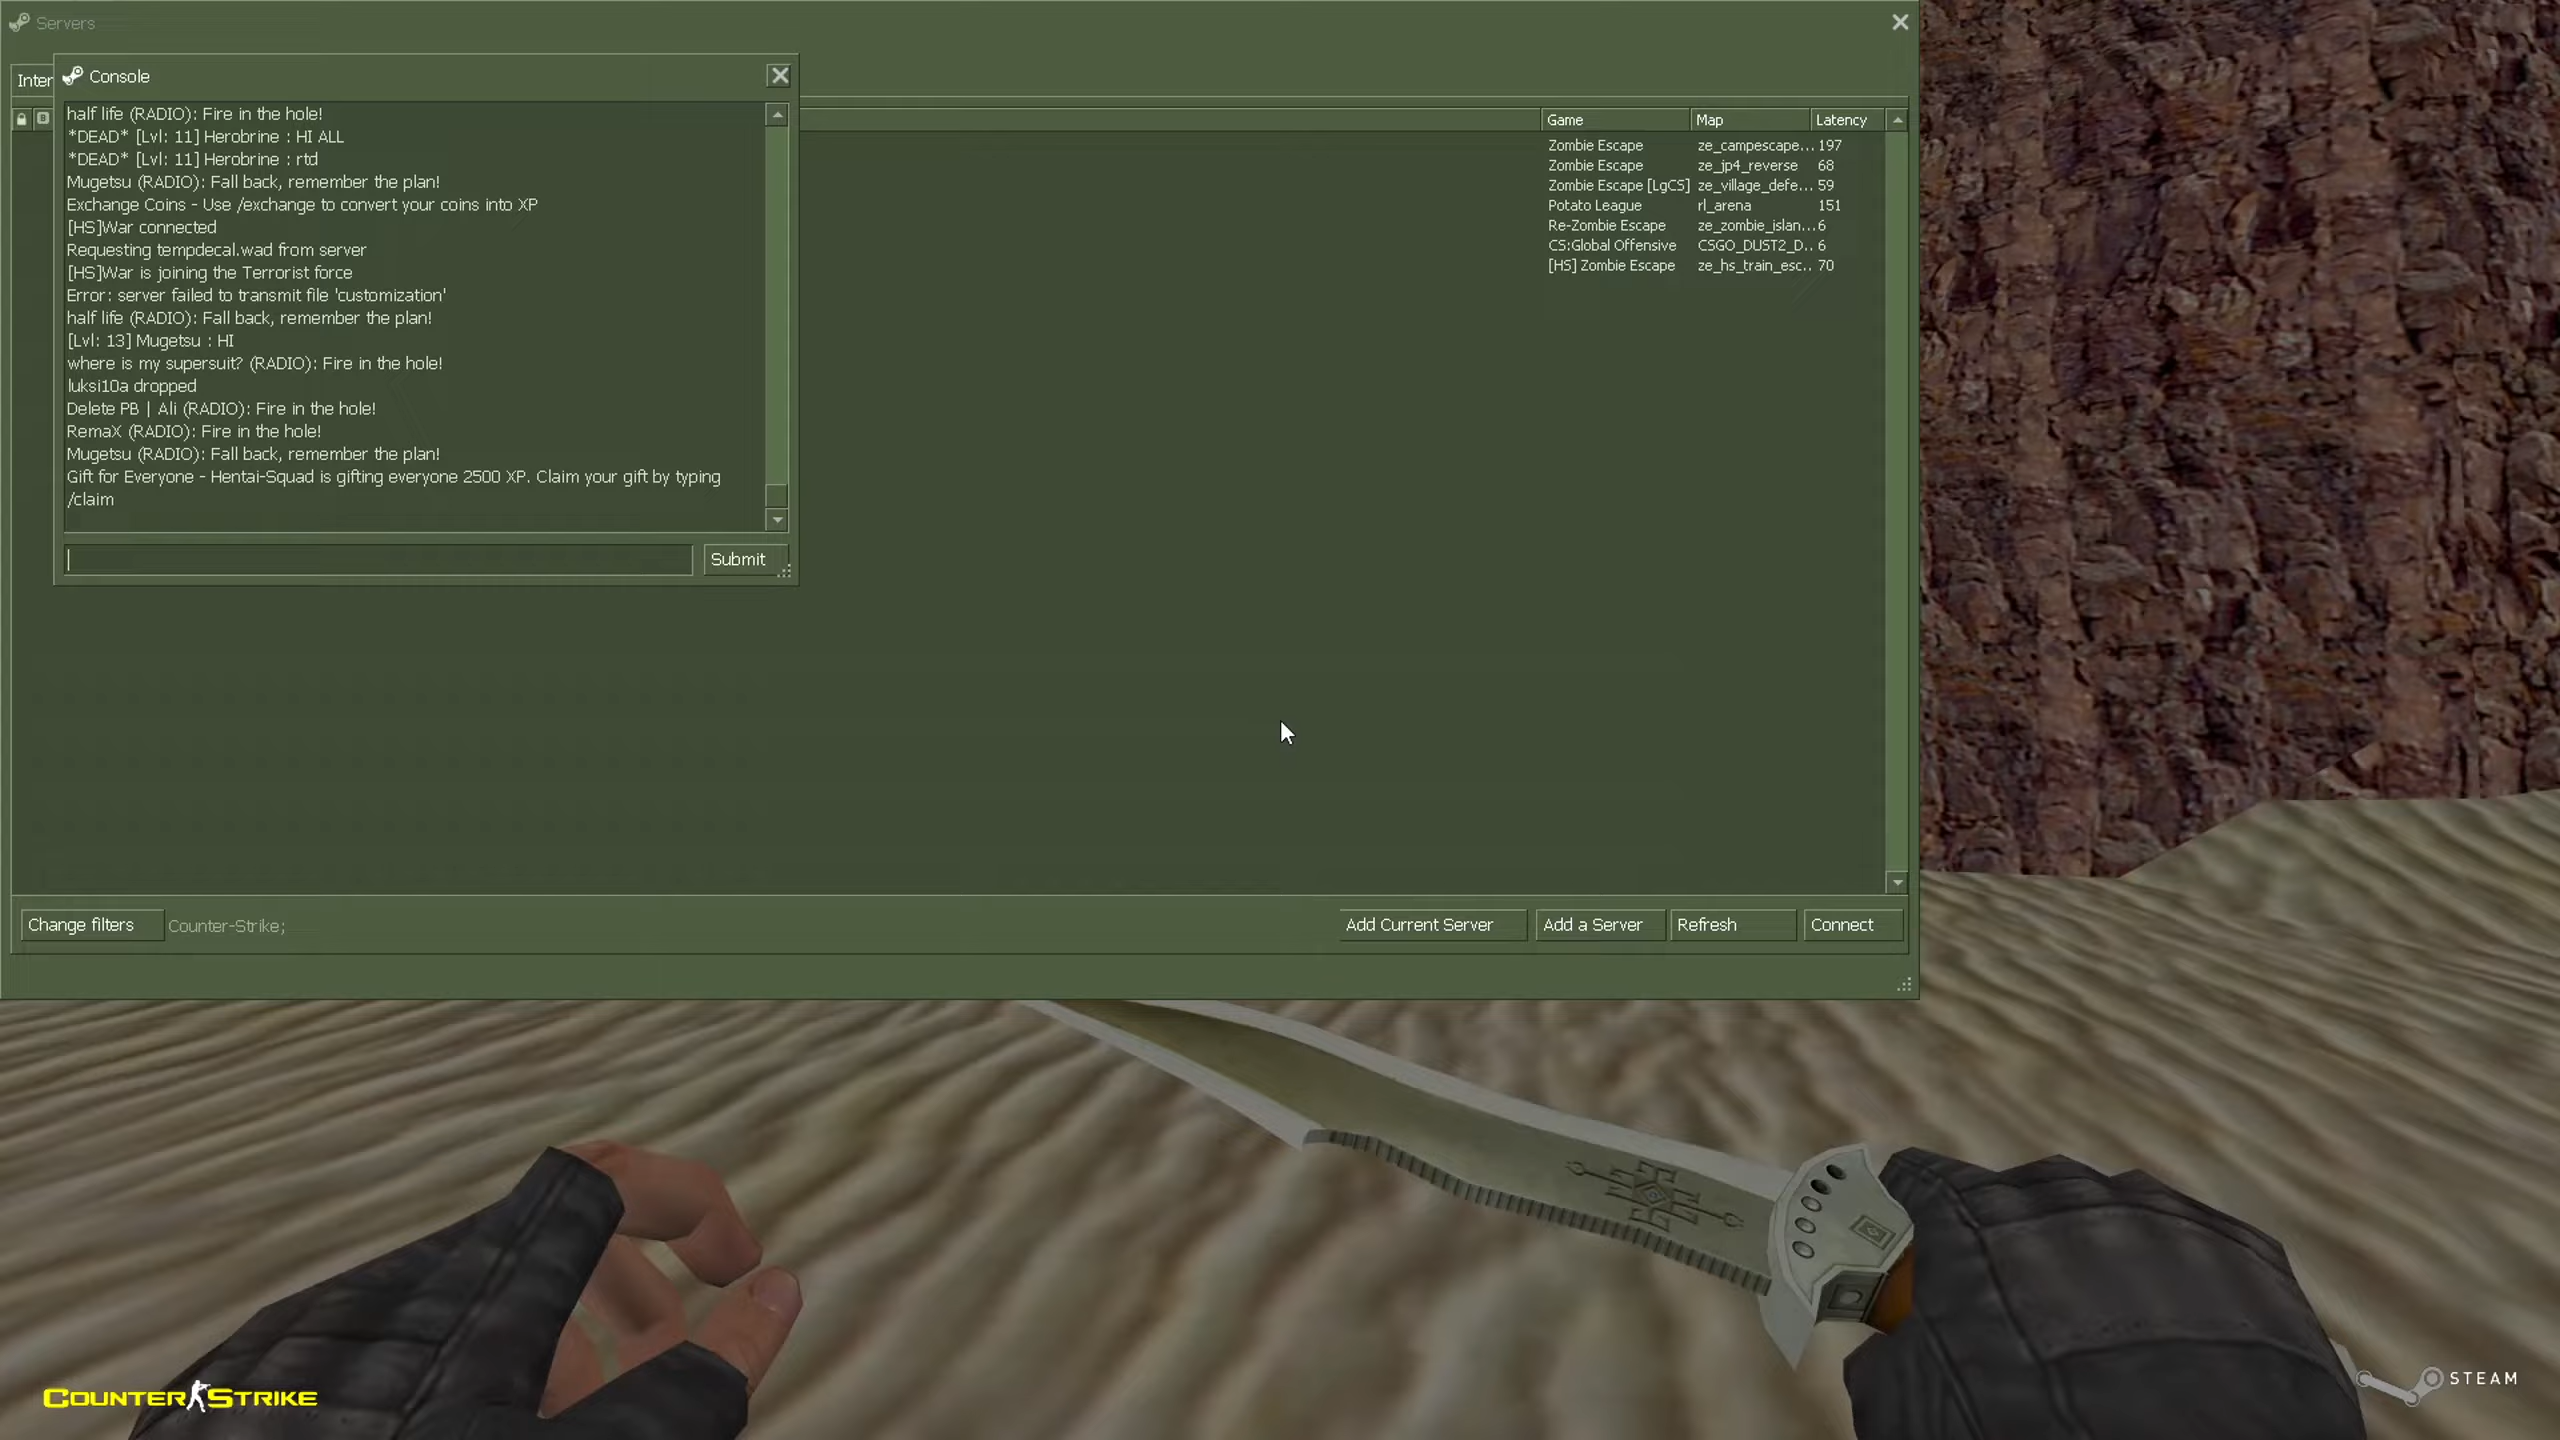 Servers
Inter
Console
half life (RADIO): Fire in the hole!
*DEAD* [Lvl: 11] Herobrine : HI ALL
*DEAD* [Lvl: 11] Herobrine : rtd
Mugetsu (RADIO): Fall back, remember the plan!
Exchange Coins - Use /exchange to convert your coins into XP
[HS]War connected
Requesting tempdecal.wad from server
[HS]War is joining the Terrorist force
Error: server failed to transmit file 'customization'
half life (RADIO): Fall back, remember the plan!
[Lvl: 13] Mugetsu : HI
where is my supersuit? (RADIO): Fire in the hole!
luksi10a dropped
Delete PB | Ali (RADIO): Fire in the hole!
RemaX (RADIO): Fire in the hole!
Mugetsu (RADIO): Fall back, remember the plan!
Gift for Everyone - Hentai-Squad is gifting everyone 2500 XP. Claim your gift by typing
/claim
Submit
Game Map Latency
Zombie Escape ze_campescape... 197
Zombie Escape ze_jp4_reverse 68
Zombie Escape [LgCS] ze_village_defe... 59
Potato League rl_arena 151
Re-Zombie Escape ze_zombie_islan... 6
CS:Global Offensive CSGO_DUST2_D... 6
[HS] Zombie Escape ze_hs_train_esc... 70
Change filters Counter-Strike; Add Current Server Add a Server Refresh Connect
COUNTER STRIKE
STEAM